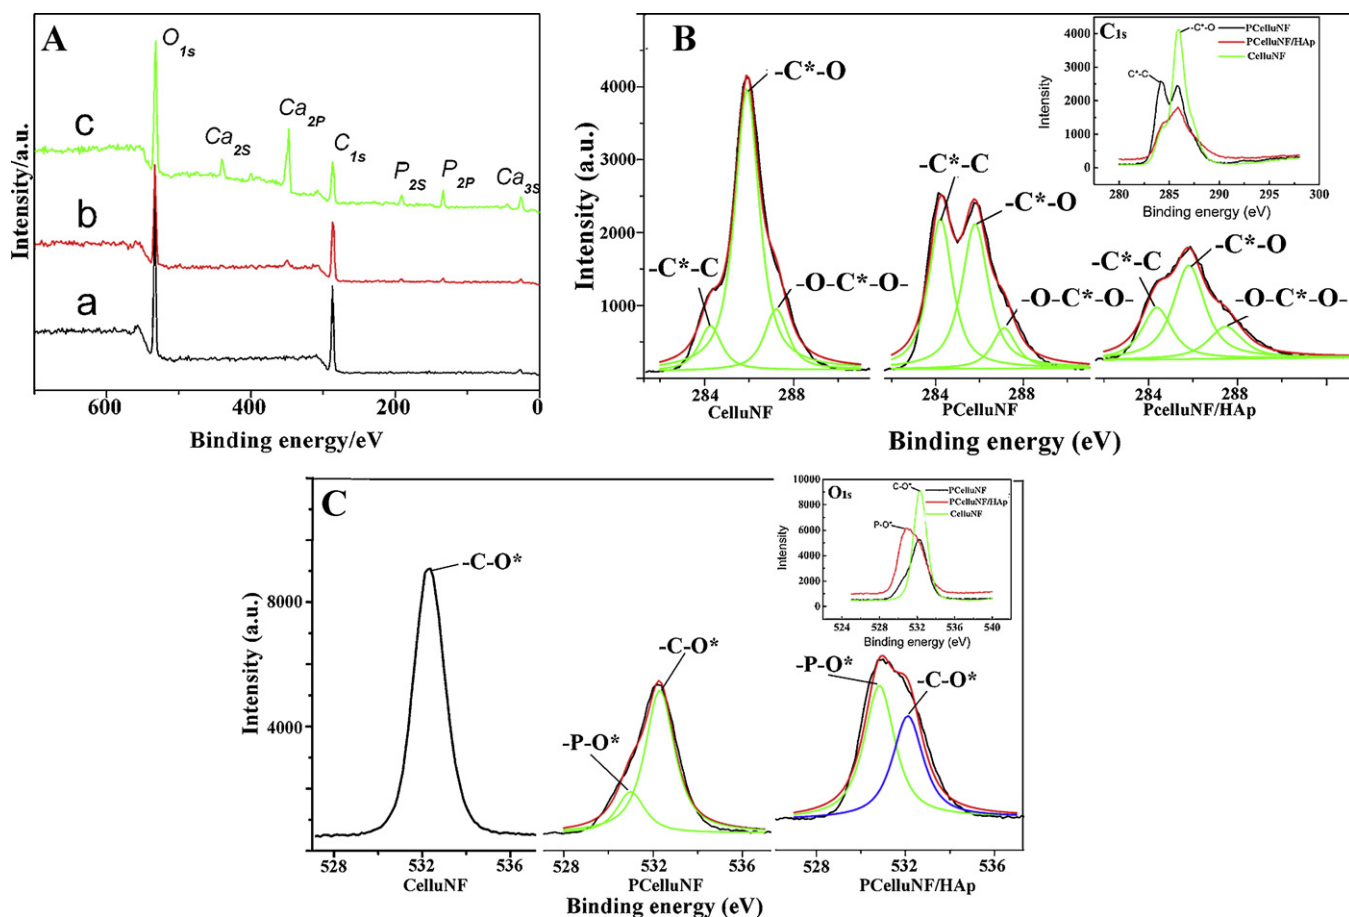 A
O1s
c
Ca2S
Ca2P
C1s
P2S
P2P
Ca3S
b
a
Intensity/a.u.
600
400
200
0
Binding energy/eV
B
-C*-O
-C*-C
-O-C*-O-
-C*-C
-C*-O
-O-C*-O-
-C*-C
-C*-O
-O-C*-O-
Intensity (a.u.)
4000
3000
2000
1000
284
288
284
288
284
288
CelluNF
PCelluNF
PcelluNF/HAp
Binding energy (eV)
C1s
-C*-O
C*-C
PCelluNF
PCelluNF/HAp
CelluNF
Intensity
4000
3000
2000
1000
0
280
284
288
292
296
300
Binding energy (eV)
C
-C-O*
-P-O*
-C-O*
-P-O*
-C-O*
Intensity (a.u.)
8000
4000
528
532
536
528
532
536
528
532
536
CelluNF
PCelluNF
PCelluNF/HAp
Binding energy (eV)
O1s
C-O*
P-O*
PCelluNF
PCelluNF/HAp
CelluNF
Intensity
10000
8000
6000
4000
2000
0
524
528
532
536
540
Binding energy (eV)